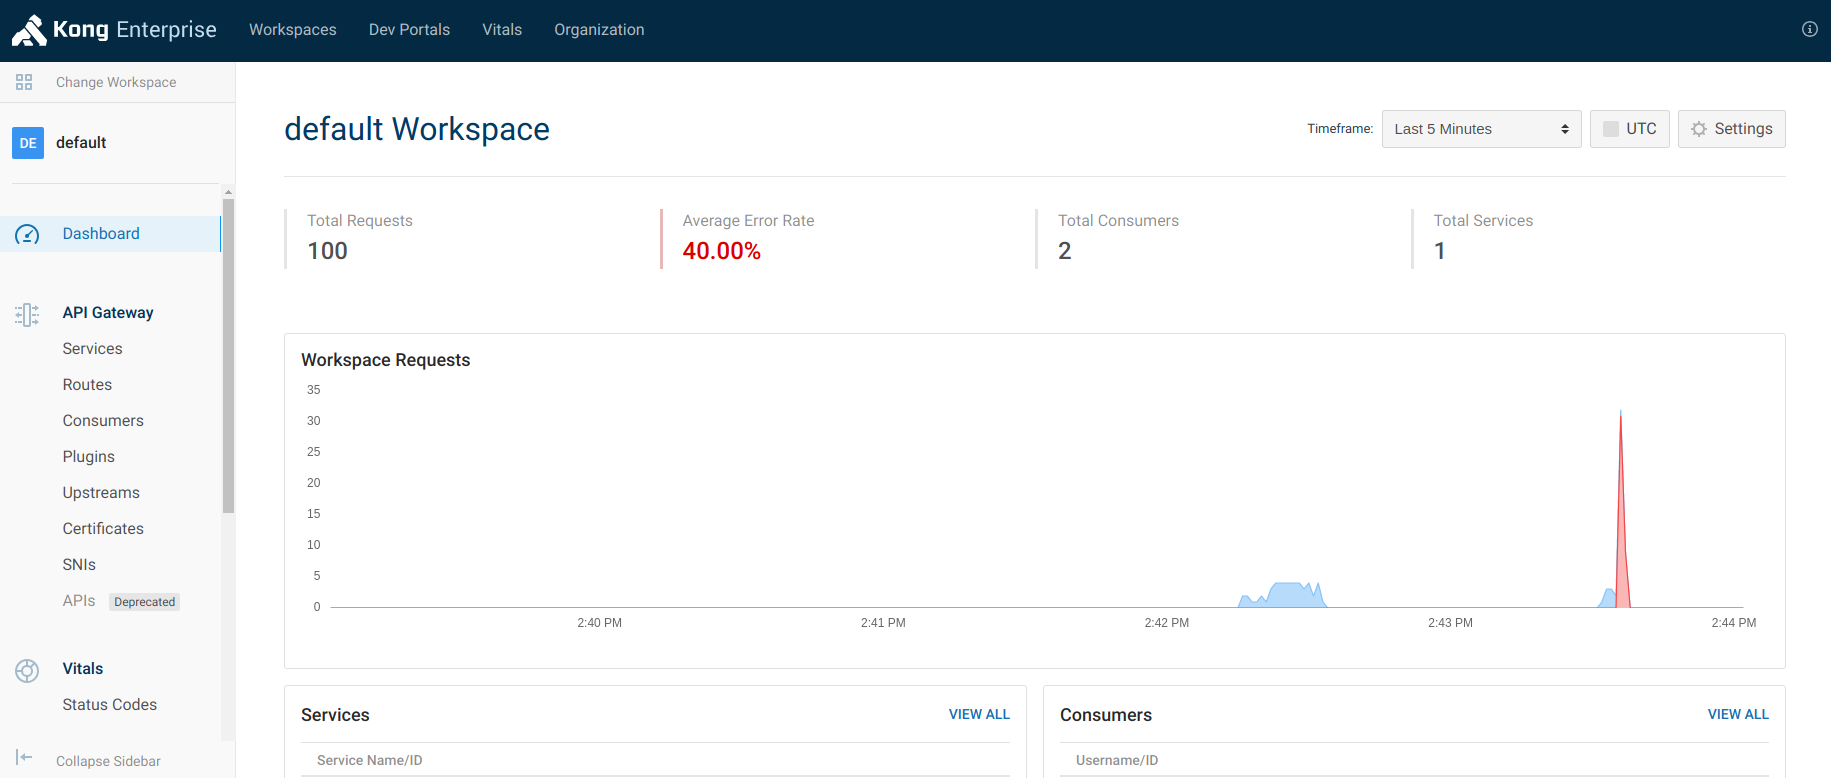 Kong Enterprise
Workspaces
Dev Portals
Vitals
Organization
Change Workspace
DE
default
Dashboard
API Gateway
Services
Routes
Consumers
Plugins
Upstreams
Certificates
SNIs
APIs Deprecated
Vitals
Status Codes
Collapse Sidebar
default Workspace
Timeframe:
Last 5 Minutes
UTC
Settings
Total Requests
100
Average Error Rate
40.00%
Total Consumers
2
Total Services
1
Workspace Requests
35
30
25
20
15
10
5
0
2:40 PM
2:41 PM
2:42 PM
2:43 PM
2:44 PM
Services
VIEW ALL
Service Name/ID
Consumers
VIEW ALL
Username/ID